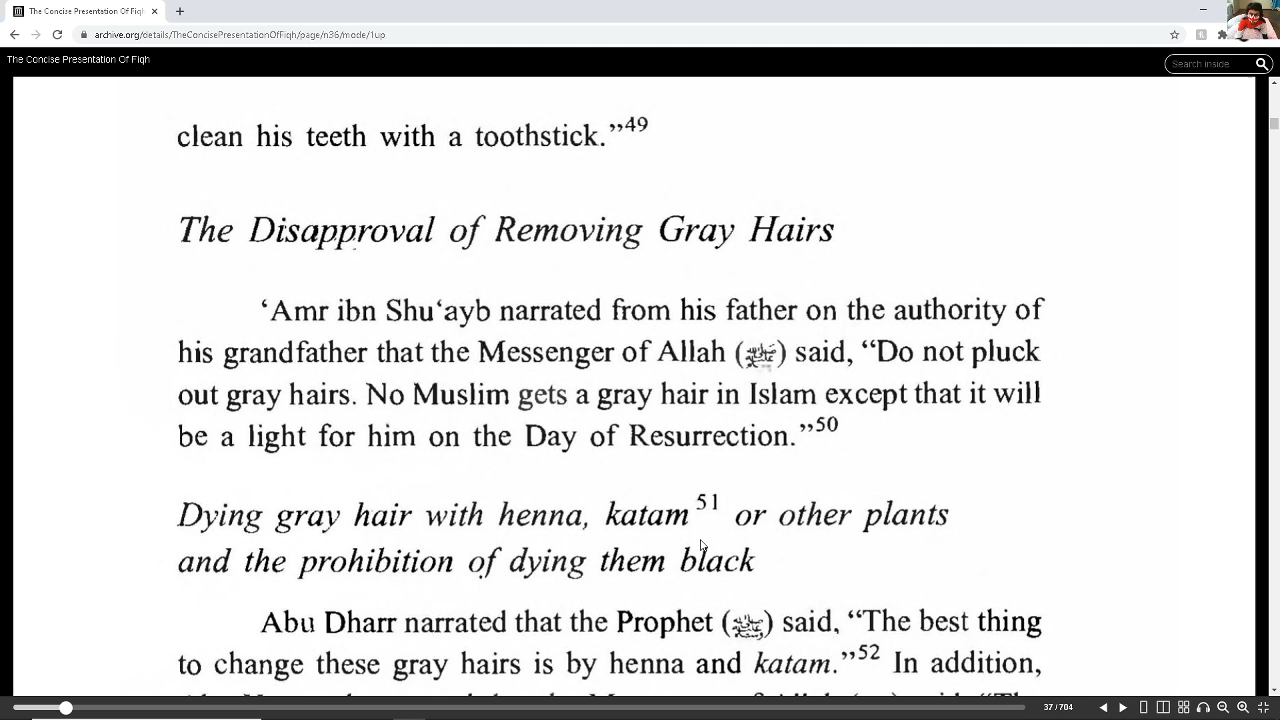 The Concise Presentation Of Fiqh
archive.org/details/TheConcisePresentationOfFiqh/page/n36/mode/1up
The Concise Presentation Of Fiqh
Search inside
clean his teeth with a toothstick.”49
The Disapproval of Removing Gray Hairs
‘Amr ibn Shu‘ayb narrated from his father on the authority of
his grandfather that the Messenger of Allah (ﷺ) said, “Do not pluck
out gray hairs. No Muslim gets a gray hair in Islam except that it will
be a light for him on the Day of Resurrection.”50
Dying gray hair with henna, katam51 or other plants
and the prohibition of dying them black
Abu Dharr narrated that the Prophet (ﷺ) said, “The best thing
to change these gray hairs is by henna and katam.”52 In addition,
37 / 704